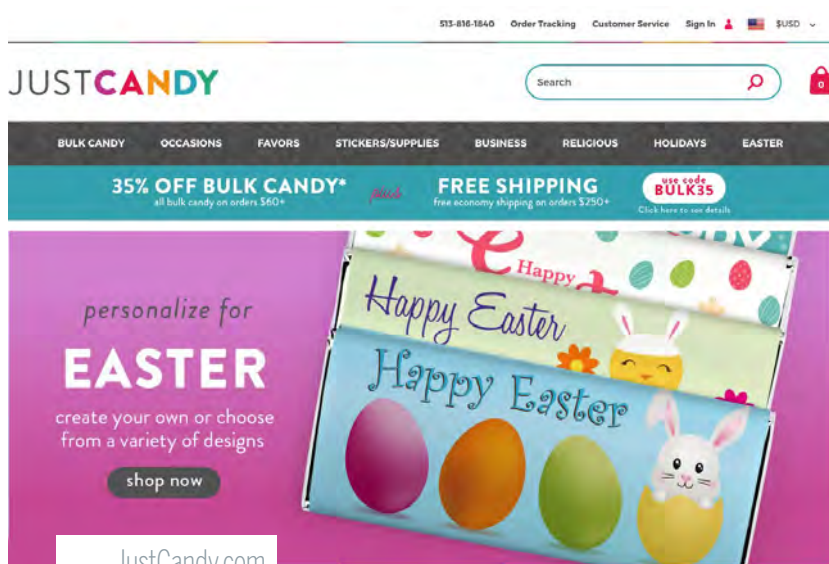 513-816-1840 Order Tracking Customer Service Sign In $USD
JUSTCANDY
Search
0
BULK CANDY OCCASIONS FAVORS STICKERS/SUPPLIES BUSINESS RELIGIOUS HOLIDAYS EASTER
35% OFF BULK CANDY* plus FREE SHIPPING use code BULK35
all bulk candy on orders $60+ free economy shipping on orders $250+ Click here to see details
Happy
Happy Easter
Happy Easter
personalize for
EASTER
create your own or choose
from a variety of designs
shop now
JustCandy.com